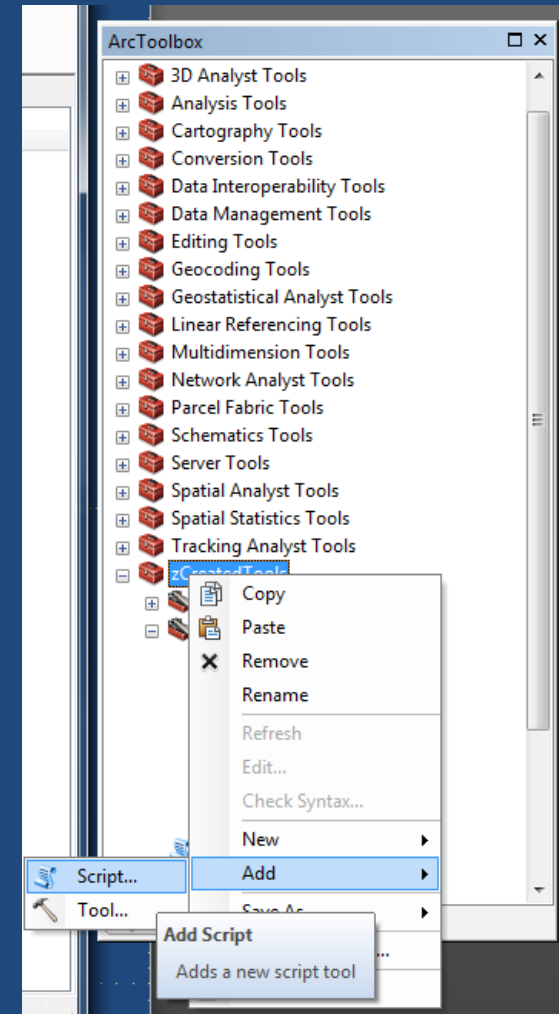 ArcToolbox
3D Analyst Tools
Analysis Tools
Cartography Tools
Conversion Tools
Data Interoperability Tools
Data Management Tools
Editing Tools
Geocoding Tools
Geostatistical Analyst Tools
Linear Referencing Tools
Multidimension Tools
Network Analyst Tools
Parcel Fabric Tools
Schematics Tools
Server Tools
Spatial Analyst Tools
Spatial Statistics Tools
Tracking Analyst Tools
zCreatedTools
Copy
Paste
Remove
Rename
Refresh
Edit...
Check Syntax...
New
Add
Script...
Tool...
Save As
Add Script
...
Adds a new script tool